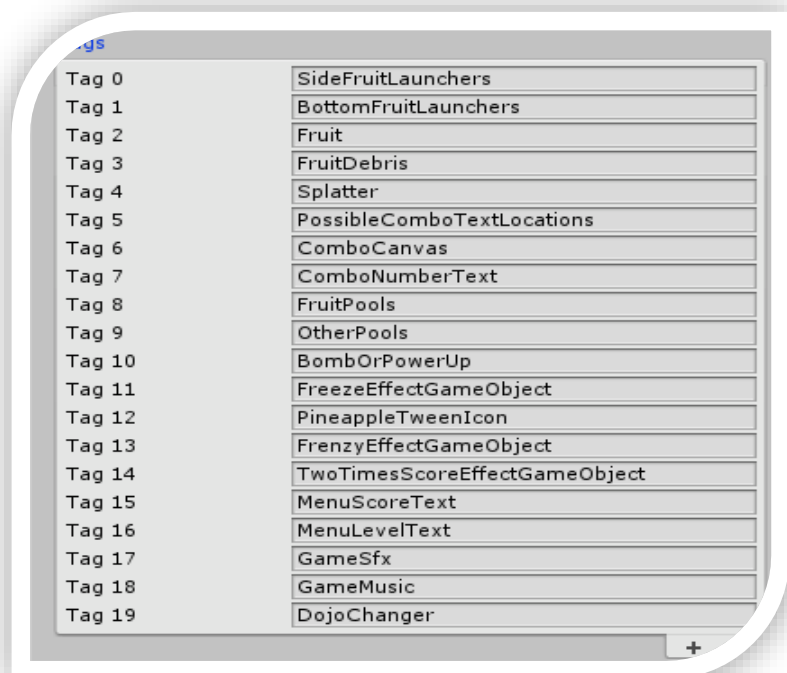 Tag 0 SideFruitLaunchers
Tag 1 BottomFruitLaunchers
Tag 2 Fruit
Tag 3 FruitDebris
Tag 4 Splatter
Tag 5 PossibleComboTextLocations
Tag 6 ComboCanvas
Tag 7 ComboNumberText
Tag 8 FruitPools
Tag 9 OtherPools
Tag 10 BombOrPowerUp
Tag 11 FreezeEffectGameObject
Tag 12 PineappleTweenIcon
Tag 13 FrenzyEffectGameObject
Tag 14 TwoTimesScoreEffectGameObject
Tag 15 MenuScoreText
Tag 16 MenuLevelText
Tag 17 GameSfx
Tag 18 GameMusic
Tag 19 DojoChanger
+